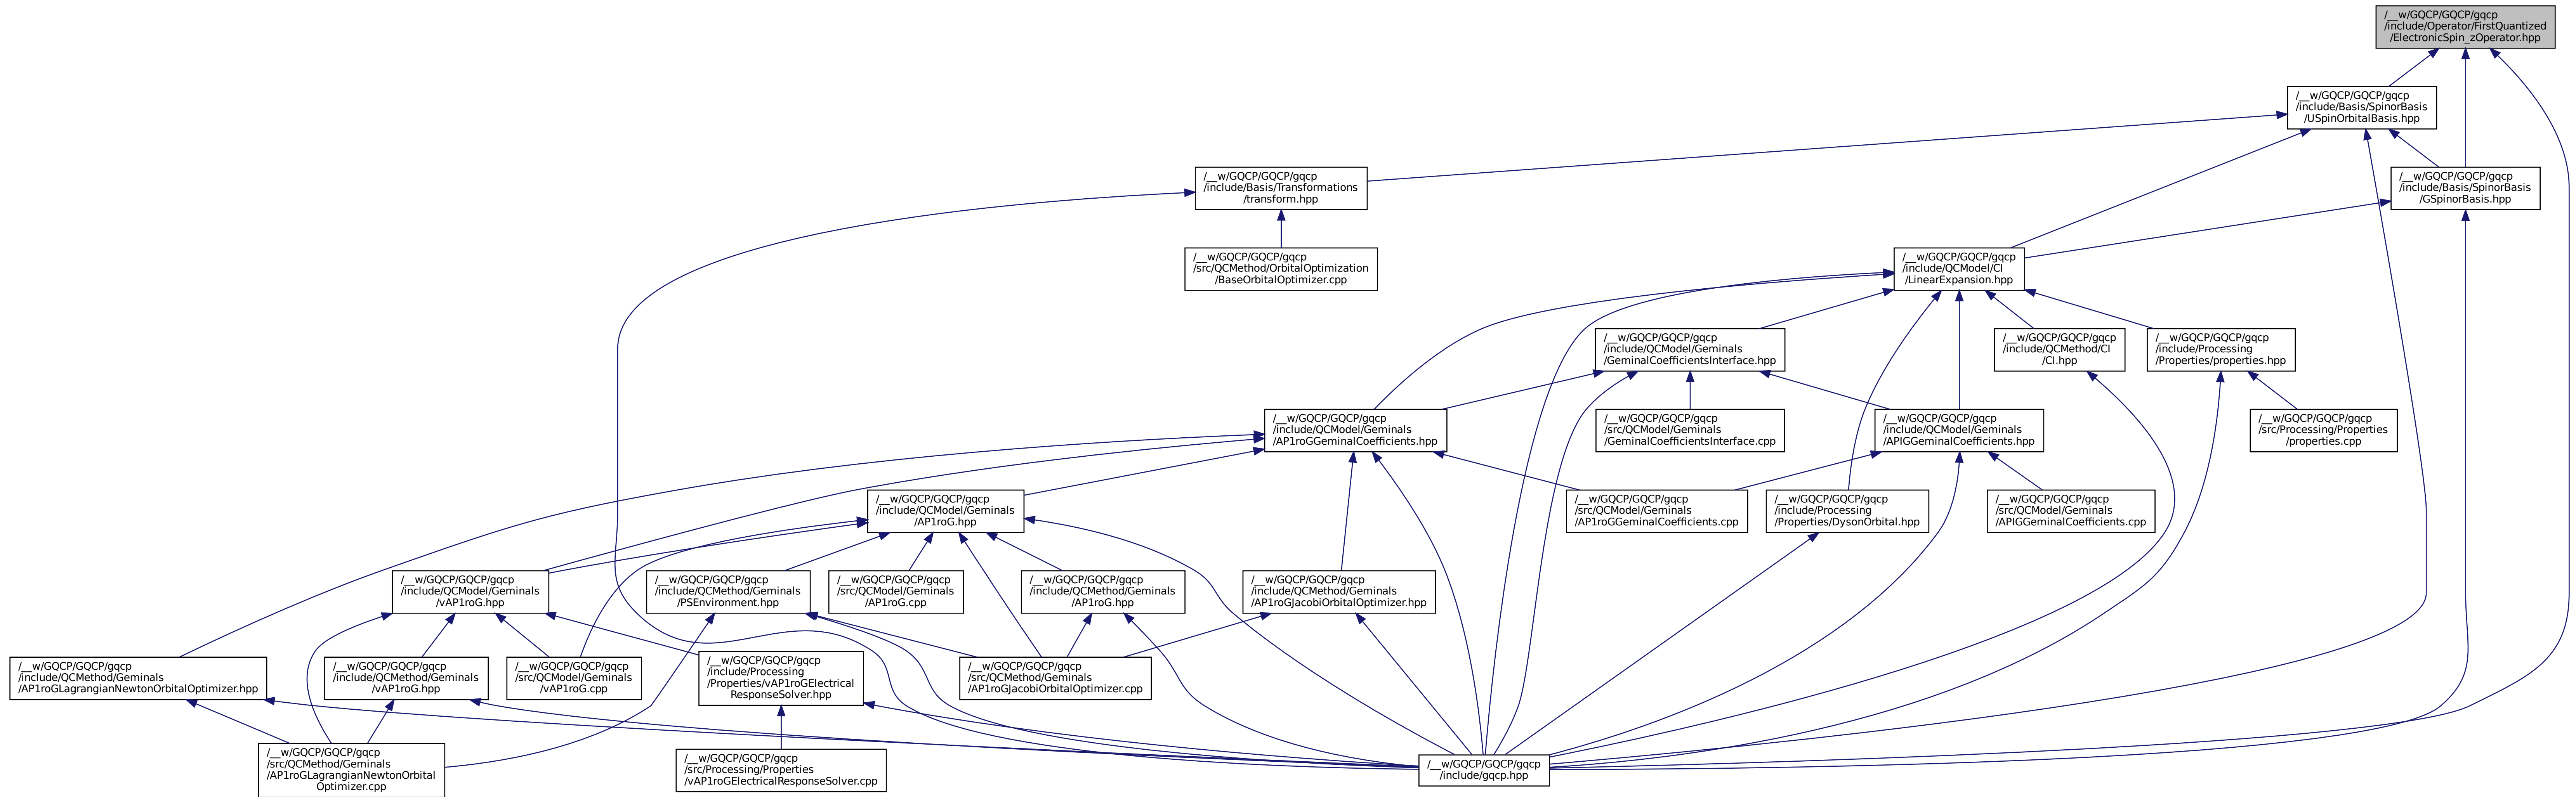 /__w/GQCP/GQCP/gqcp
/include/Operator/FirstQuantized
/ElectronicSpin_zOperator.hpp
/__w/GQCP/GQCP/gqcp
/include/Basis/SpinorBasis
/USpinOrbitalBasis.hpp
/__w/GQCP/GQCP/gqcp
/include/Basis/Transformations
/transform.hpp
/__w/GQCP/GQCP/gqcp
/include/Basis/SpinorBasis
/GSpinorBasis.hpp
/__w/GQCP/GQCP/gqcp
/src/QCMethod/OrbitalOptimization
/BaseOrbitalOptimizer.cpp
/__w/GQCP/GQCP/gqcp
/include/QCModel/CI
/LinearExpansion.hpp
/__w/GQCP/GQCP/gqcp
/include/QCModel/Geminals
/GeminalCoefficientsInterface.hpp
/__w/GQCP/GQCP/gqcp
/include/QCMethod/CI
/CI.hpp
/__w/GQCP/GQCP/gqcp
/include/Processing
/Properties/properties.hpp
/__w/GQCP/GQCP/gqcp
/include/QCModel/Geminals
/AP1roGGeminalCoefficients.hpp
/__w/GQCP/GQCP/gqcp
/src/QCModel/Geminals
/GeminalCoefficientsInterface.cpp
/__w/GQCP/GQCP/gqcp
/include/QCModel/Geminals
/APIGGeminalCoefficients.hpp
/__w/GQCP/GQCP/gqcp
/src/Processing/Properties
/properties.cpp
/__w/GQCP/GQCP/gqcp
/include/QCModel/Geminals
/AP1roG.hpp
/__w/GQCP/GQCP/gqcp
/src/QCModel/Geminals
/AP1roGGeminalCoefficients.cpp
/__w/GQCP/GQCP/gqcp
/include/Processing
/Properties/DysonOrbital.hpp
/__w/GQCP/GQCP/gqcp
/src/QCModel/Geminals
/APIGGeminalCoefficients.cpp
/__w/GQCP/GQCP/gqcp
/include/QCModel/Geminals
/vAP1roG.hpp
/__w/GQCP/GQCP/gqcp
/include/QCMethod/Geminals
/PSEnvironment.hpp
/__w/GQCP/GQCP/gqcp
/src/QCModel/Geminals
/AP1roG.cpp
/__w/GQCP/GQCP/gqcp
/include/QCMethod/Geminals
/AP1roG.hpp
/__w/GQCP/GQCP/gqcp
/include/QCMethod/Geminals
/AP1roGJacobiOrbitalOptimizer.hpp
/__w/GQCP/GQCP/gqcp
/include/QCMethod/Geminals
/AP1roGLagrangianNewtonOrbitalOptimizer.hpp
/__w/GQCP/GQCP/gqcp
/include/QCMethod/Geminals
/vAP1roG.hpp
/__w/GQCP/GQCP/gqcp
/src/QCModel/Geminals
/vAP1roG.cpp
/__w/GQCP/GQCP/gqcp
/include/Processing
/Properties/vAP1roGElectrical
ResponseSolver.hpp
/__w/GQCP/GQCP/gqcp
/src/QCMethod/Geminals
/AP1roGJacobiOrbitalOptimizer.cpp
/__w/GQCP/GQCP/gqcp
/src/QCMethod/Geminals
/AP1roGLagrangianNewtonOrbital
Optimizer.cpp
/__w/GQCP/GQCP/gqcp
/src/Processing/Properties
/vAP1roGElectricalResponseSolver.cpp
/__w/GQCP/GQCP/gqcp
/include/gqcp.hpp